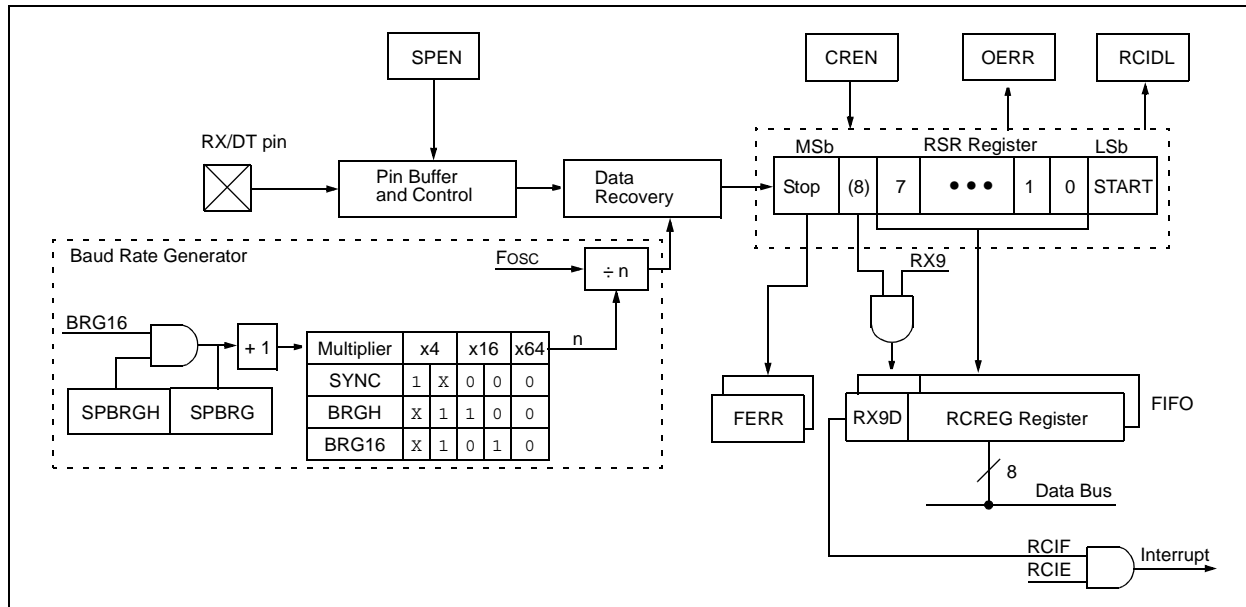 SPEN
CREN
OERR
RCIDL
RX/DT pin
Pin Buffer
and Control
Data
Recovery
MSb
RSR Register
LSb
Stop (8) 7 ••• 1 0 START
Baud Rate Generator
FOSC
÷ n
RX9
BRG16
+ 1
n
SPBRGH SPBRG
Multiplier x4 x16 x64
SYNC 1 X 0 0 0
BRGH X 1 1 0 0
BRG16 X 1 0 1 0
FERR
RX9D RCREG Register
FIFO
8
Data Bus
RCIF
RCIE
Interrupt